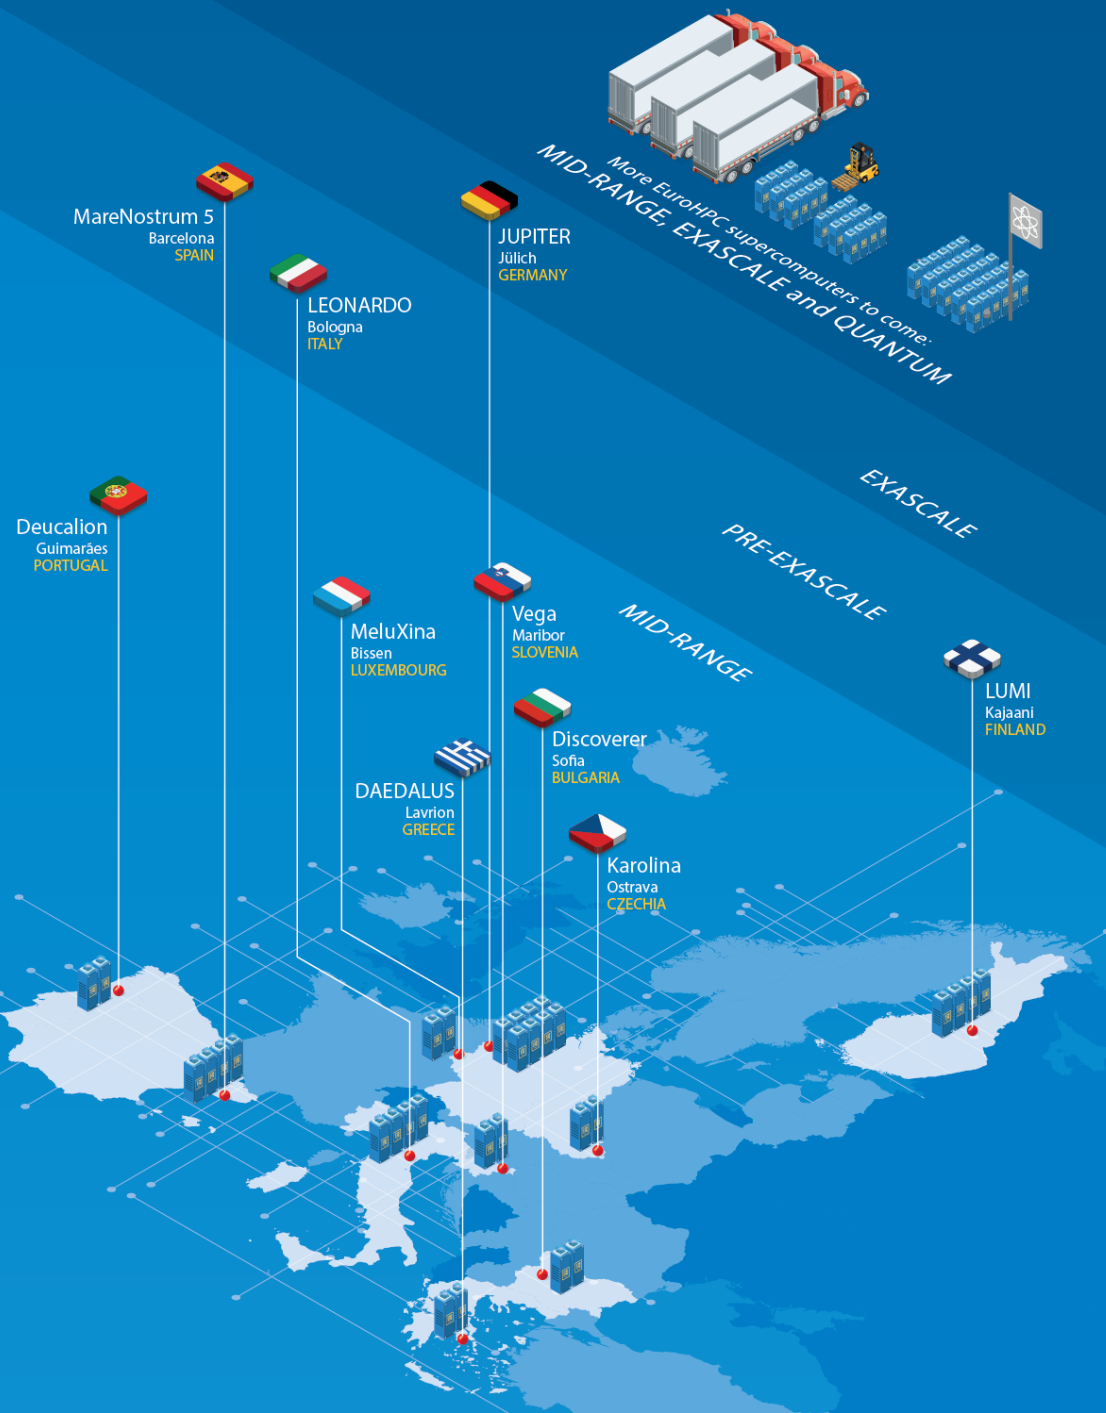 More EuroHPC supercomputers to come:
MID-RANGE, EXASCALE and QUANTUM
MareNostrum 5
Barcelona
SPAIN
JUPITER
Jülich
GERMANY
LEONARDO
Bologna
ITALY
EXASCALE
PRE-EXASCALE
MID-RANGE
Deucalion
Guimarães
PORTUGAL
MeluXina
Bissen
LUXEMBOURG
Vega
Maribor
SLOVENIA
LUMI
Kajaani
FINLAND
Discoverer
Sofia
BULGARIA
DAEDALUS
Lavrion
GREECE
Karolina
Ostrava
CZECHIA